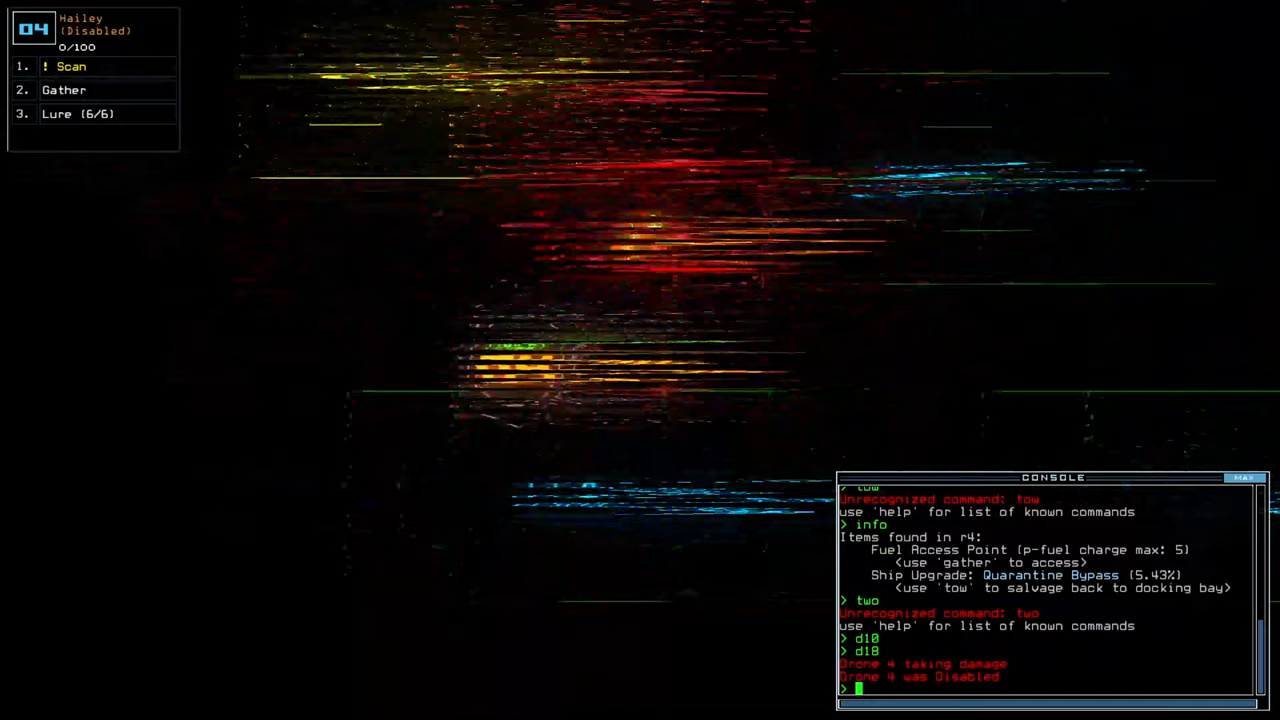 04
Hailey
(Disabled)
0/100
1. ! Scan
2. Gather
3. Lure (6/6)
CONSOLE
MAX
> tow
Unrecognized command: tow
use 'help' for list of known commands
> info
Items found in r4:
Fuel Access Point (p-fuel charge max: 5)
<use 'gather' to access>
Ship Upgrade: Quarantine Bypass (5.43%)
<use 'tow' to salvage back to docking bay>
> two
Unrecognized command: two
use 'help' for list of known commands
> d10
> d18
Drone 4 taking damage
Drone 4 was Disabled
>